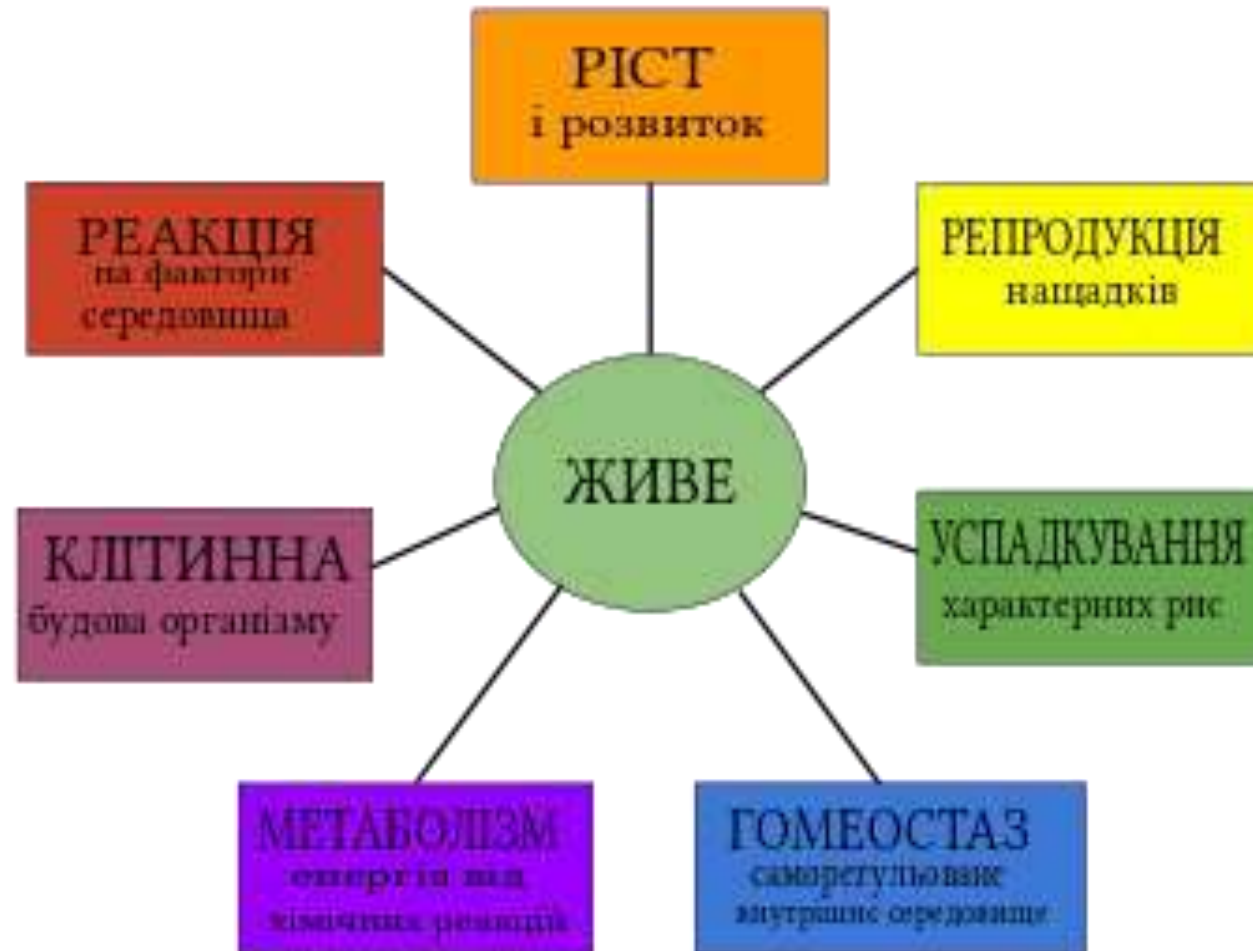 РІСТ
і розвиток
РЕАКЦІЯ
на фактори
середовища
РЕПРОДУКЦІЯ
нащадків
ЖИВЕ
КЛІТИННА
будова організму
УСПАДКУВАННЯ
характерних рис
МЕТАБОЛІЗМ
енергія від
хімічних реакцій
ГОМЕОСТАЗ
саморегульоване
внутрішнє середовище